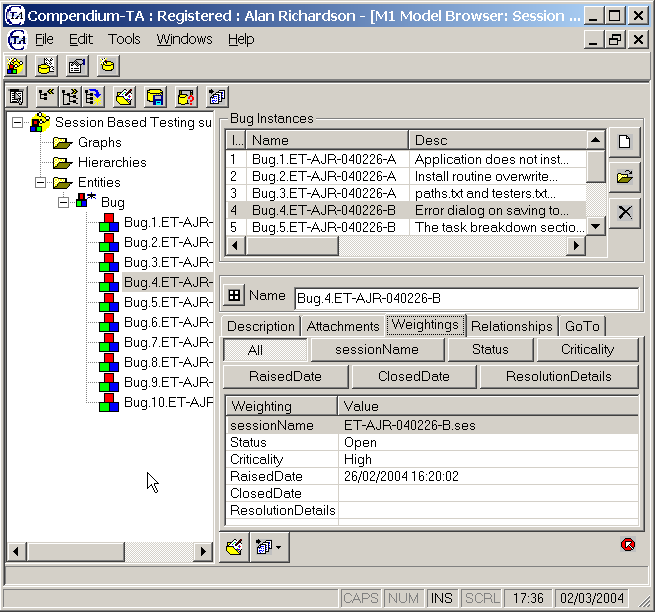 Compendium-TA : Registered : Alan Richardson - [M1 Model Browser: Session ...
File Edit Tools Windows Help
Session Based Testing su
Graphs
Hierarchies
Entities
Bug
Bug.1.ET-AJR-
Bug.2.ET-AJR-
Bug.3.ET-AJR-
Bug.4.ET-AJR-
Bug.5.ET-AJR-
Bug.6.ET-AJR-
Bug.7.ET-AJR-
Bug.8.ET-AJR-
Bug.9.ET-AJR-
Bug.10.ET-AJR
Bug Instances
I... Name Desc
1 Bug.1.ET-AJR-040226-A Application does not inst...
2 Bug.2.ET-AJR-040226-A Install routine overwrite...
3 Bug.3.ET-AJR-040226-A paths.txt and testers.txt...
4 Bug.4.ET-AJR-040226-B Error dialog on saving to...
5 Bug.5.ET-AJR-040226-B The task breakdown sectio...
Name Bug.4.ET-AJR-040226-B
Description Attachments Weightings Relationships GoTo
All sessionName Status Criticality
RaisedDate ClosedDate ResolutionDetails
Weighting Value
sessionName ET-AJR-040226-B.ses
Status Open
Criticality High
RaisedDate 26/02/2004 16:20:02
ClosedDate
ResolutionDetails
CAPS NUM INS SCRL 17:36 02/03/2004